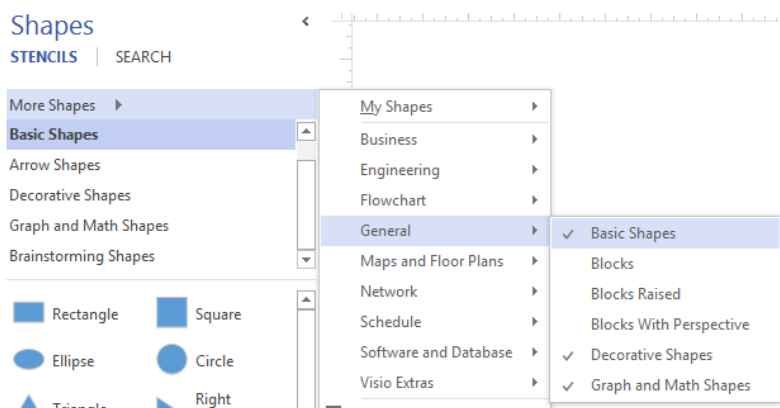 Shapes
STENCILS
SEARCH
More Shapes
Basic Shapes
Arrow Shapes
Decorative Shapes
Graph and Math Shapes
Brainstorming Shapes
Rectangle
Square
Ellipse
Circle
Triangle
Right
My Shapes
Business
Engineering
Flowchart
General
Maps and Floor Plans
Network
Schedule
Software and Database
Visio Extras
Basic Shapes
Blocks
Blocks Raised
Blocks With Perspective
Decorative Shapes
Graph and Math Shapes